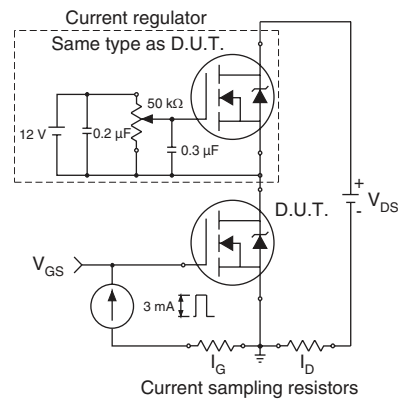 Current regulator
Same type as D.U.T.
50 kΩ
12 V
0.2 µF
0.3 µF
+
V_DS
-
D.U.T.
V_GS
3 mA
I_G
I_D
Current sampling resistors